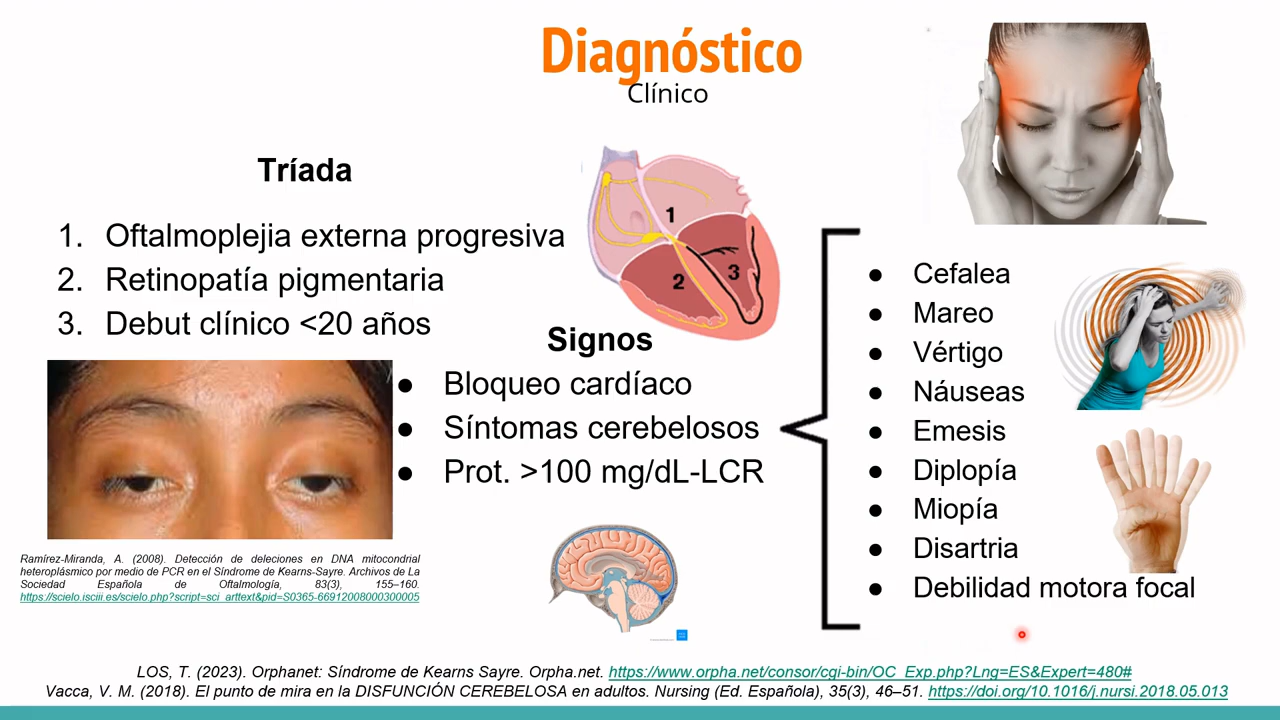 Diagnóstico
Clínico
Tríada
1. Oftalmoplejia externa progresiva
2. Retinopatía pigmentaria
3. Debut clínico <20 años
1
2
3
Signos
● Bloqueo cardíaco
● Síntomas cerebelosos
● Prot. >100 mg/dL-LCR
● Cefalea
● Mareo
● Vértigo
● Náuseas
● Emesis
● Diplopía
● Miopía
● Disartria
● Debilidad motora focal
Ramírez-Miranda, A. (2008). Detección de deleciones en DNA mitocondrial
heteroplásmico por medio de PCR en el Síndrome de Kearns-Sayre. Archivos de La
Sociedad Española de Oftalmología, 83(3), 155–160.
https://scielo.isciii.es/scielo.php?script=sci_arttext&pid=S0365-66912008000300005
LOS, T. (2023). Orphanet: Síndrome de Kearns Sayre. Orpha.net. https://www.orpha.net/consor/cgi-bin/OC_Exp.php?Lng=ES&Expert=480#
Vacca, V. M. (2018). El punto de mira en la DISFUNCIÓN CEREBELOSA en adultos. Nursing (Ed. Española), 35(3), 46–51. https://doi.org/10.1016/j.nursi.2018.05.013